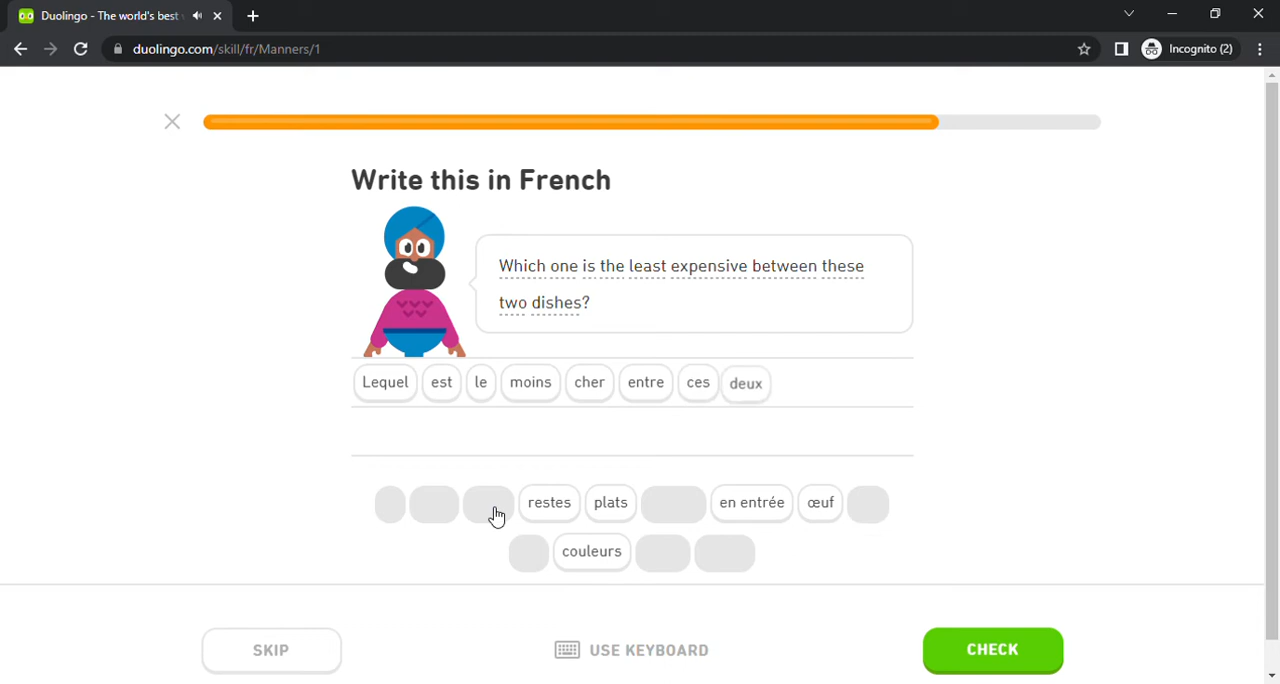 Duolingo - The world's best
duolingo.com/skill/fr/Manners/1
Incognito (2)
Write this in French
Which one is the least expensive between these
two dishes?
Lequel est le moins cher entre ces deux
restes plats en entrée œuf
couleurs
SKIP USE KEYBOARD CHECK